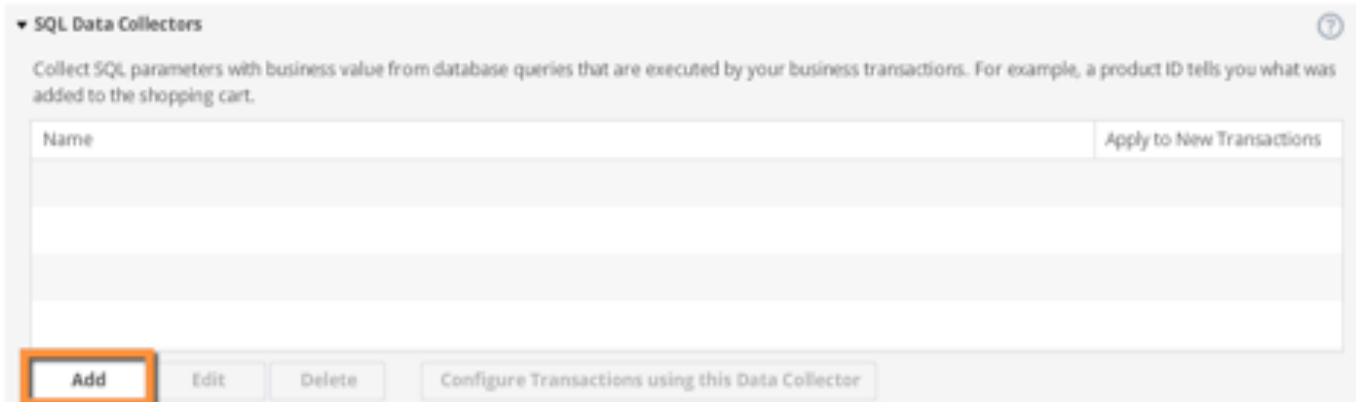 SQL Data Collectors
Collect SQL parameters with business value from database queries that are executed by your business transactions. For example, a product ID tells you what was
added to the shopping cart.
Name Apply to New Transactions
Add Edit Delete Configure Transactions using this Data Collector